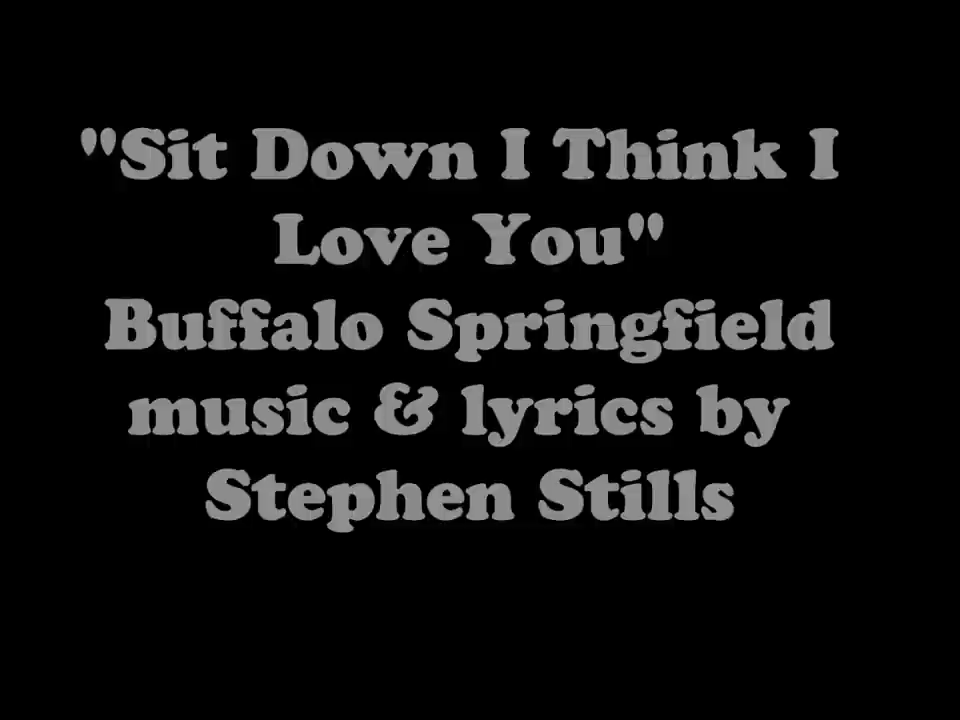 "Sit Down I Think I
Love You"
Buffalo Springfield
music & lyrics by
Stephen Stills